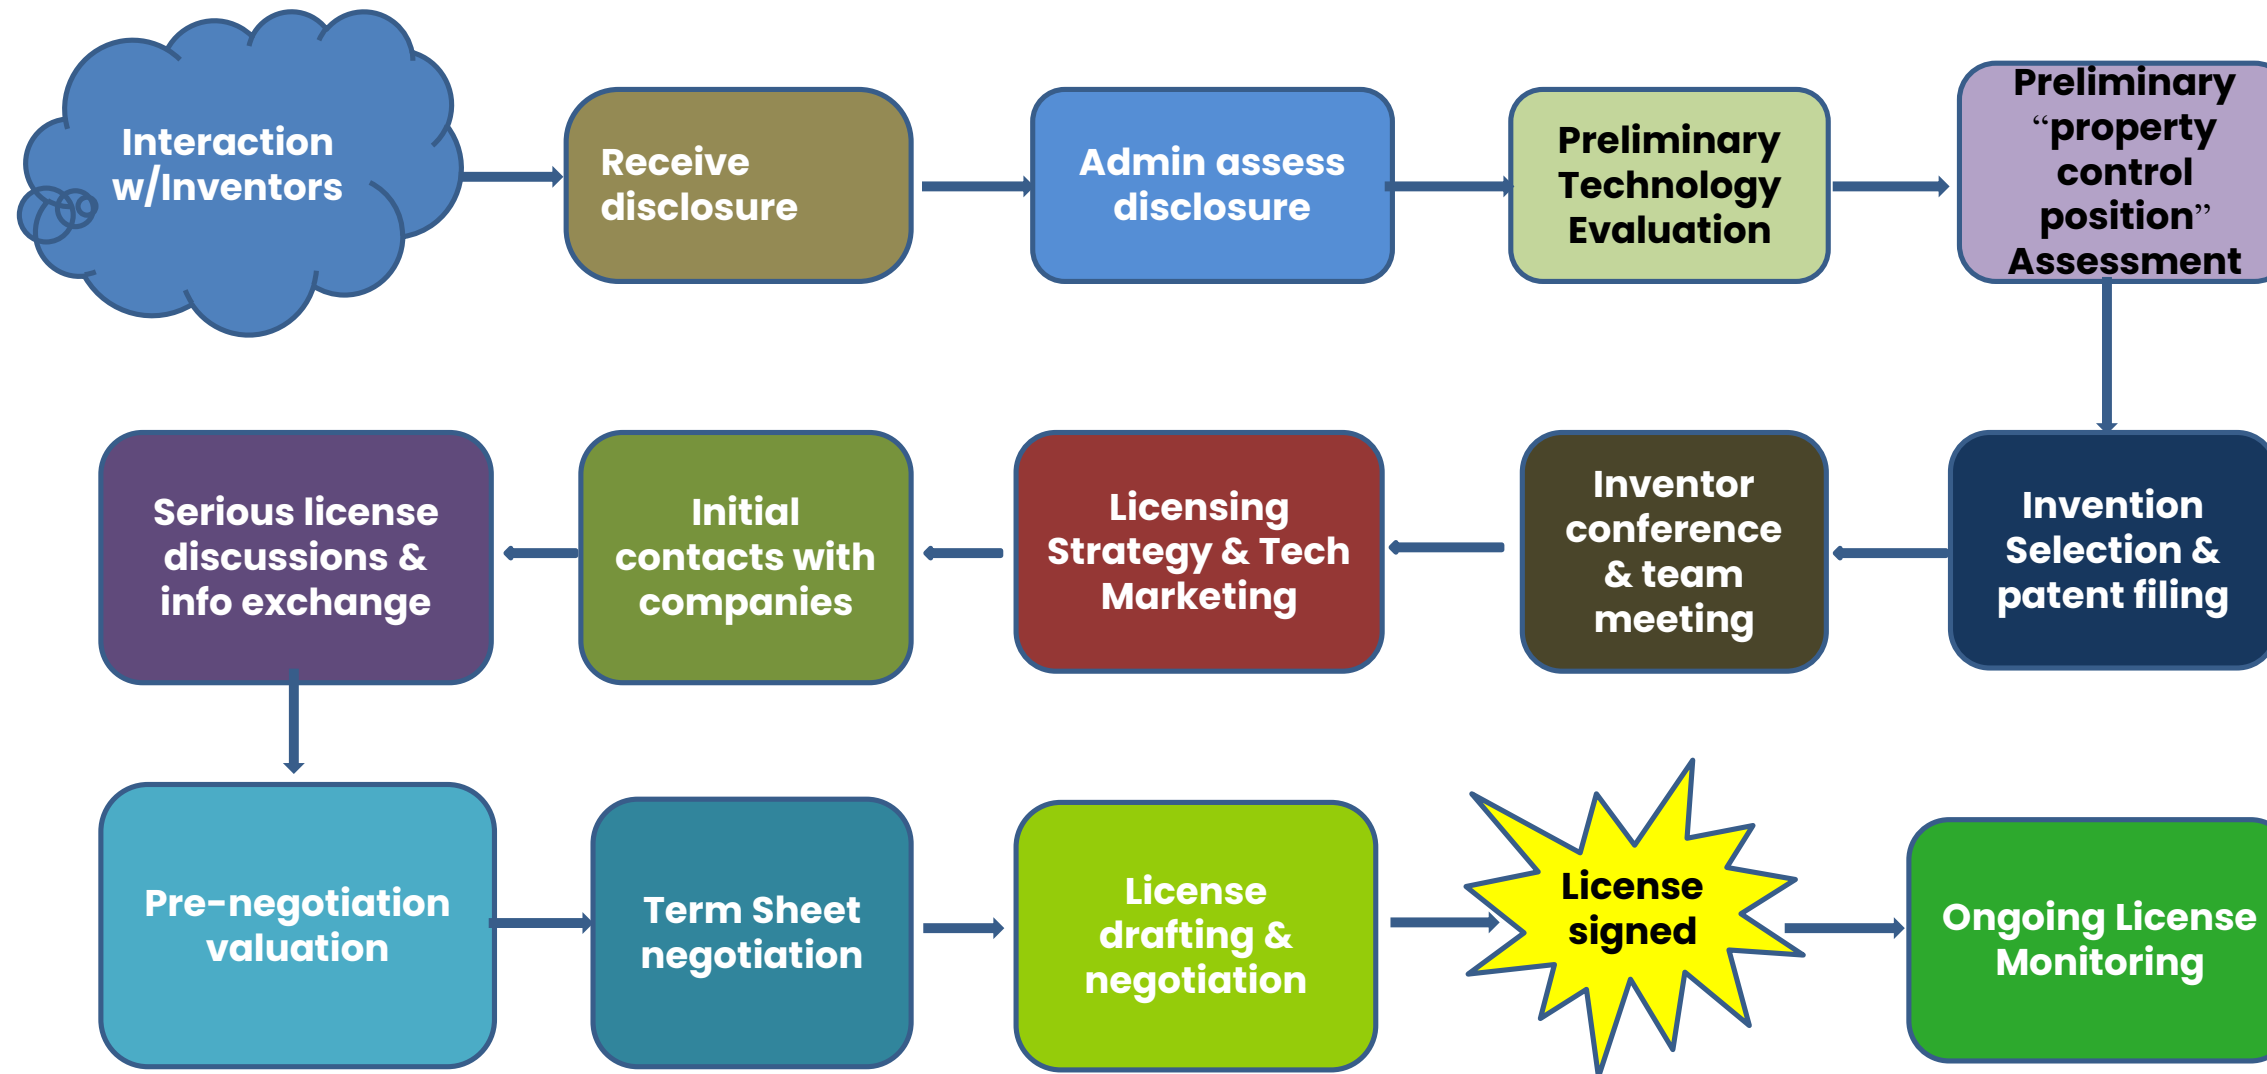 Interaction
w/Inventors
Receive
disclosure
Admin assess
disclosure
Preliminary
Technology
Evaluation
Preliminary
“property
control
position”
Assessment
Serious license
discussions &
info exchange
Initial
contacts with
companies
Licensing
Strategy & Tech
Marketing
Inventor
conference
& team
meeting
Invention
Selection &
patent filing
Pre-negotiation
valuation
Term Sheet
negotiation
License
drafting &
negotiation
License
signed
Ongoing License
Monitoring